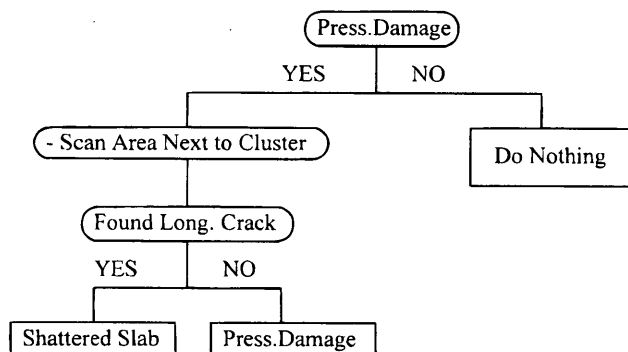 Press.Damage
YES
NO
- Scan Area Next to Cluster
Do Nothing
Found Long. Crack
YES
NO
Shattered Slab
Press.Damage